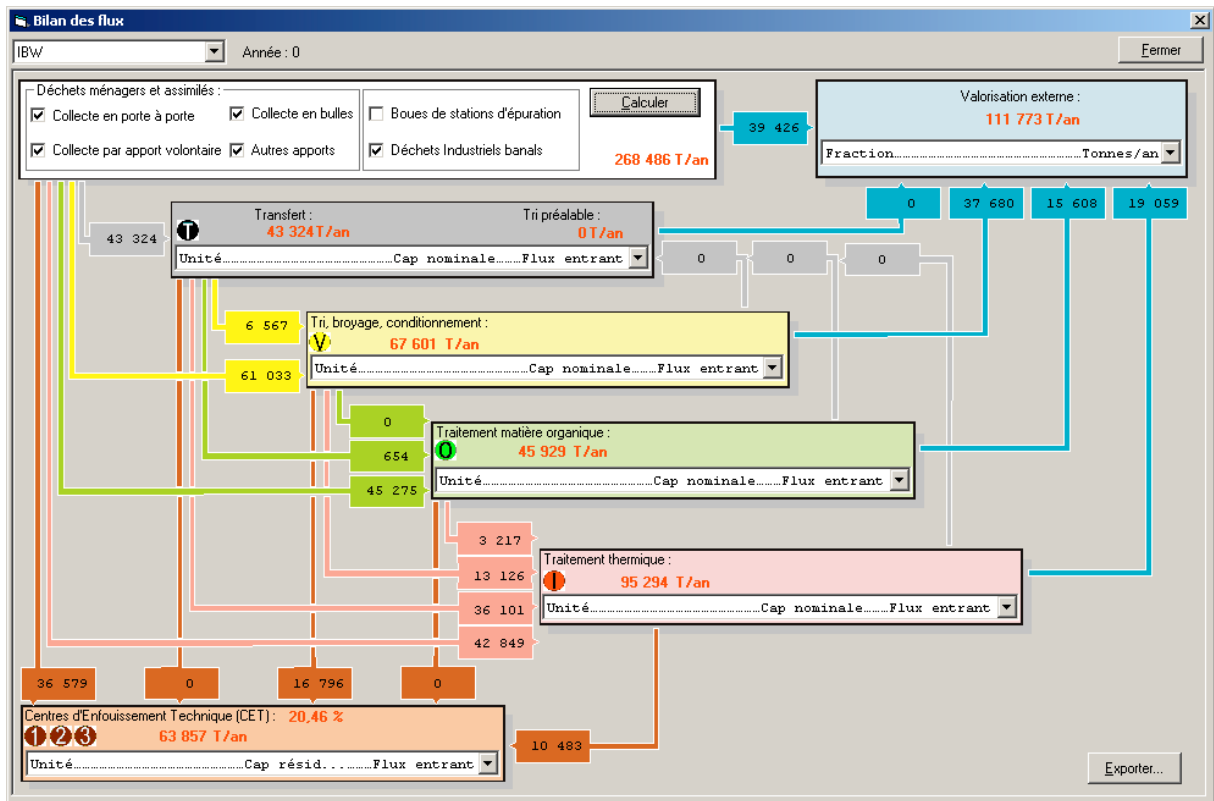 Bilan des flux
IBW
Année : 0
Fermer
Déchets ménagers et assimilés :
Collecte en porte à porte
Collecte en bulles
Boues de stations d'épuration
Calculer
Collecte par apport volontaire
Autres apports
Déchets Industriels banals
268 486 T/an
39 426
Valorisation externe :
111 773 T/an
Fraction.....Tonnes/an
0
37 680
15 608
19 059
43 324
T
Transfert :
43 324 T/an
Tri préalable :
0 T/an
Unité.....Cap nominale.....Flux entrant
0
0
0
6 567
61 033
Tri, broyage, conditionnement :
V
67 601 T/an
Unité.....Cap nominale.....Flux entrant
0
654
45 275
Traitement matière organique :
O
45 929 T/an
Unité.....Cap nominale.....Flux entrant
3 217
13 126
36 101
42 849
Traitement thermique :
I
95 294 T/an
Unité.....Cap nominale.....Flux entrant
36 579
0
16 796
0
Centres d'Enfouissement Technique (CET) : 20,46 %
1 2 3
63 857 T/an
Unité.....Cap résid.....Flux entrant
10 483
Exporter...